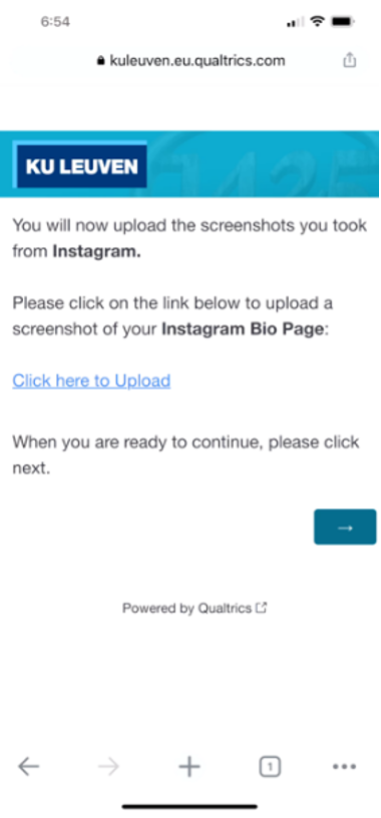 6:54
kuleuven.eu.qualtrics.com
KU LEUVEN
1425
You will now upload the screenshots you took
from Instagram.
Please click on the link below to upload a
screenshot of your Instagram Bio Page:
Click here to Upload
When you are ready to continue, please click
next.
→
Powered by Qualtrics
1